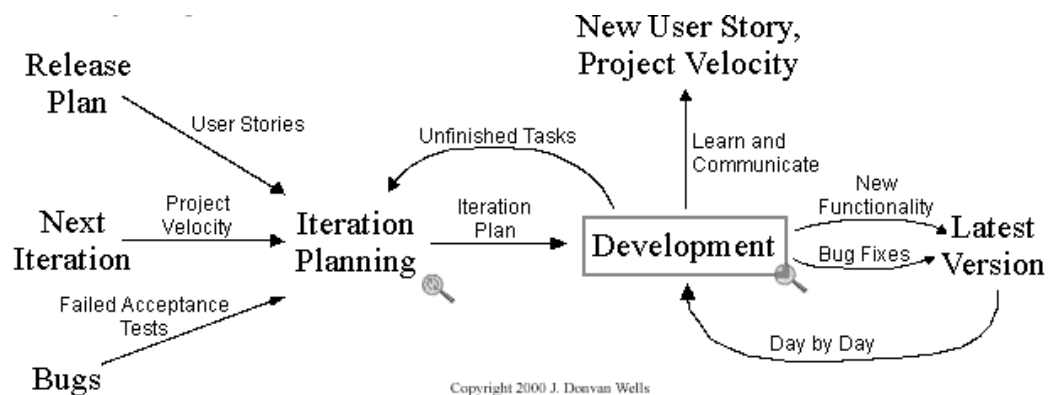 New User Story,
Project Velocity
Release
Plan
User Stories
Unfinished Tasks
Learn and
Communicate
Project
Velocity
Next
Iteration
Iteration
Planning
Iteration
Plan
Development
New
Functionality
Bug Fixes
Latest
Version
Failed Acceptance
Tests
Day by Day
Bugs
Copyright 2000 J. Donvan Wells